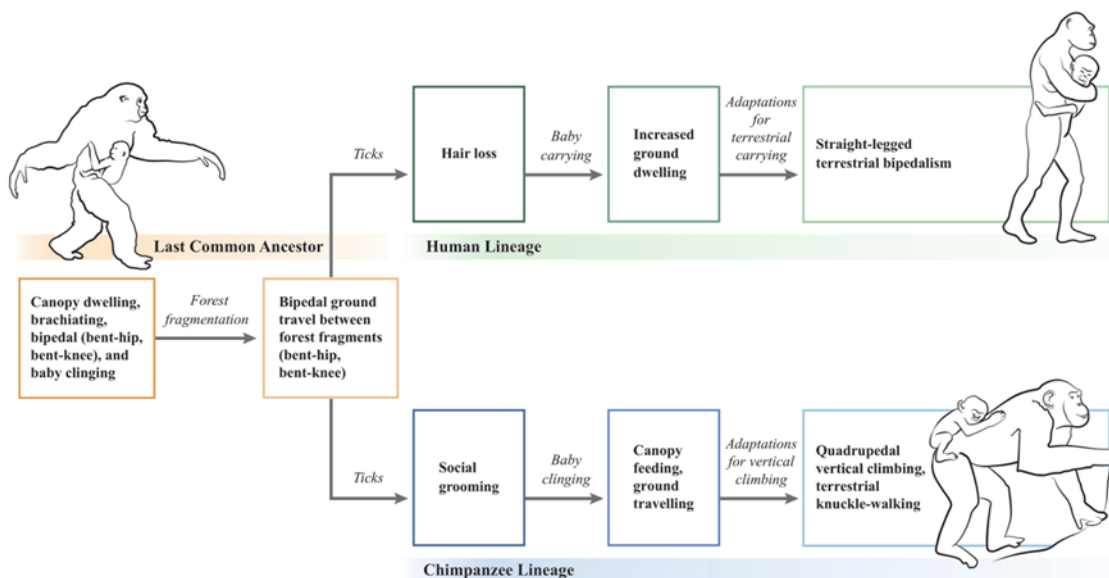 Last Common Ancestor
Canopy dwelling,
brachiating,
bipedal (bent-hip,
bent-knee), and
baby clinging
Forest
fragmentation
Bipedal ground
travel between
forest fragments
(bent-hip,
bent-knee)
Ticks
Hair loss
Baby
carrying
Increased
ground
dwelling
Adaptations
for
terrestrial
carrying
Straight-legged
terrestrial bipedalism
Human Lineage
Ticks
Social
grooming
Baby
clinging
Canopy
feeding,
ground
travelling
Adaptations
for vertical
climbing
Quadrupedal
vertical climbing,
terrestrial
knuckle-walking
Chimpanzee Lineage